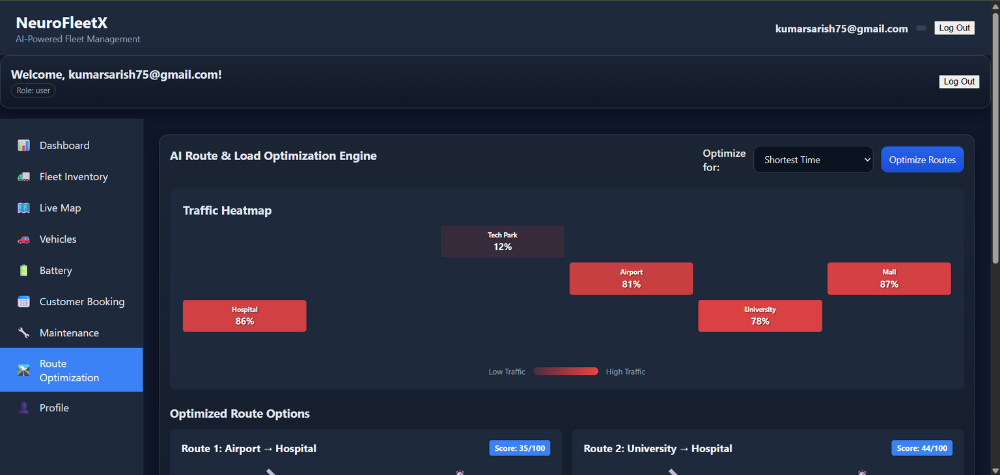 NeuroFleetX
AI-Powered Fleet Management
kumarsarish75@gmail.com
Log Out
Welcome, kumarsarish75@gmail.com!
Role: user
Log Out
Dashboard
Fleet Inventory
Live Map
Vehicles
Battery
Customer Booking
Maintenance
Route
Optimization
Profile
AI Route & Load Optimization Engine
Optimize
for:
Shortest Time
Optimize Routes
Traffic Heatmap
Tech Park
12%
Airport
81%
Mall
87%
Hospital
86%
University
78%
Low Traffic
High Traffic
Optimized Route Options
Route 1: Airport → Hospital
Score: 35/100
Route 2: University → Hospital
Score: 44/100